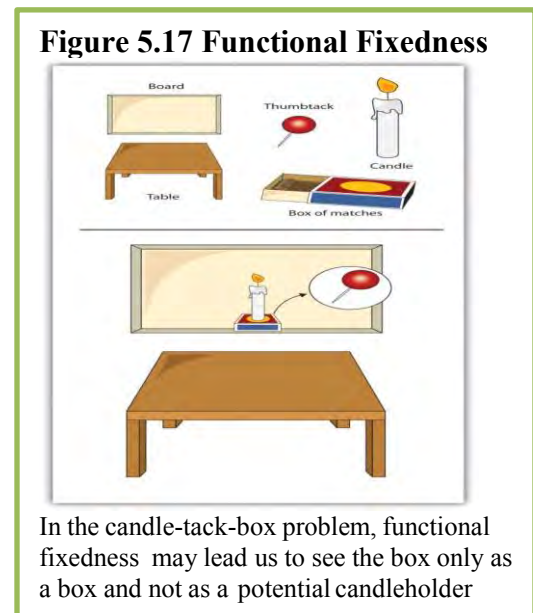 Figure 5.17 Functional Fixedness
Board
Thumbtack
Candle
Table
Box of matches
In the candle-tack-box problem, functional
fixedness may lead us to see the box only as
a box and not as a potential candleholder